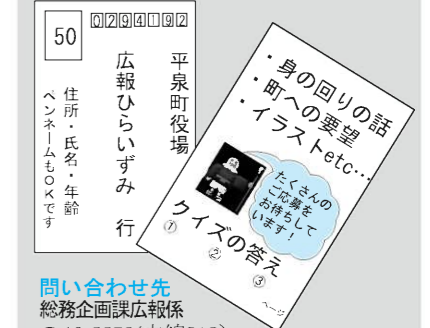 50
0294192
平泉町役場
広報ひらいずみ 行
住所・氏名・年齢
ペンネームもOKです
・身の回りの話
・町への要望
・イラストetc…
たくさんの
ご応募を
お待ちして
います!
クイズの答え
① ② ③
ページ
問い合わせ先
総務企画課広報係